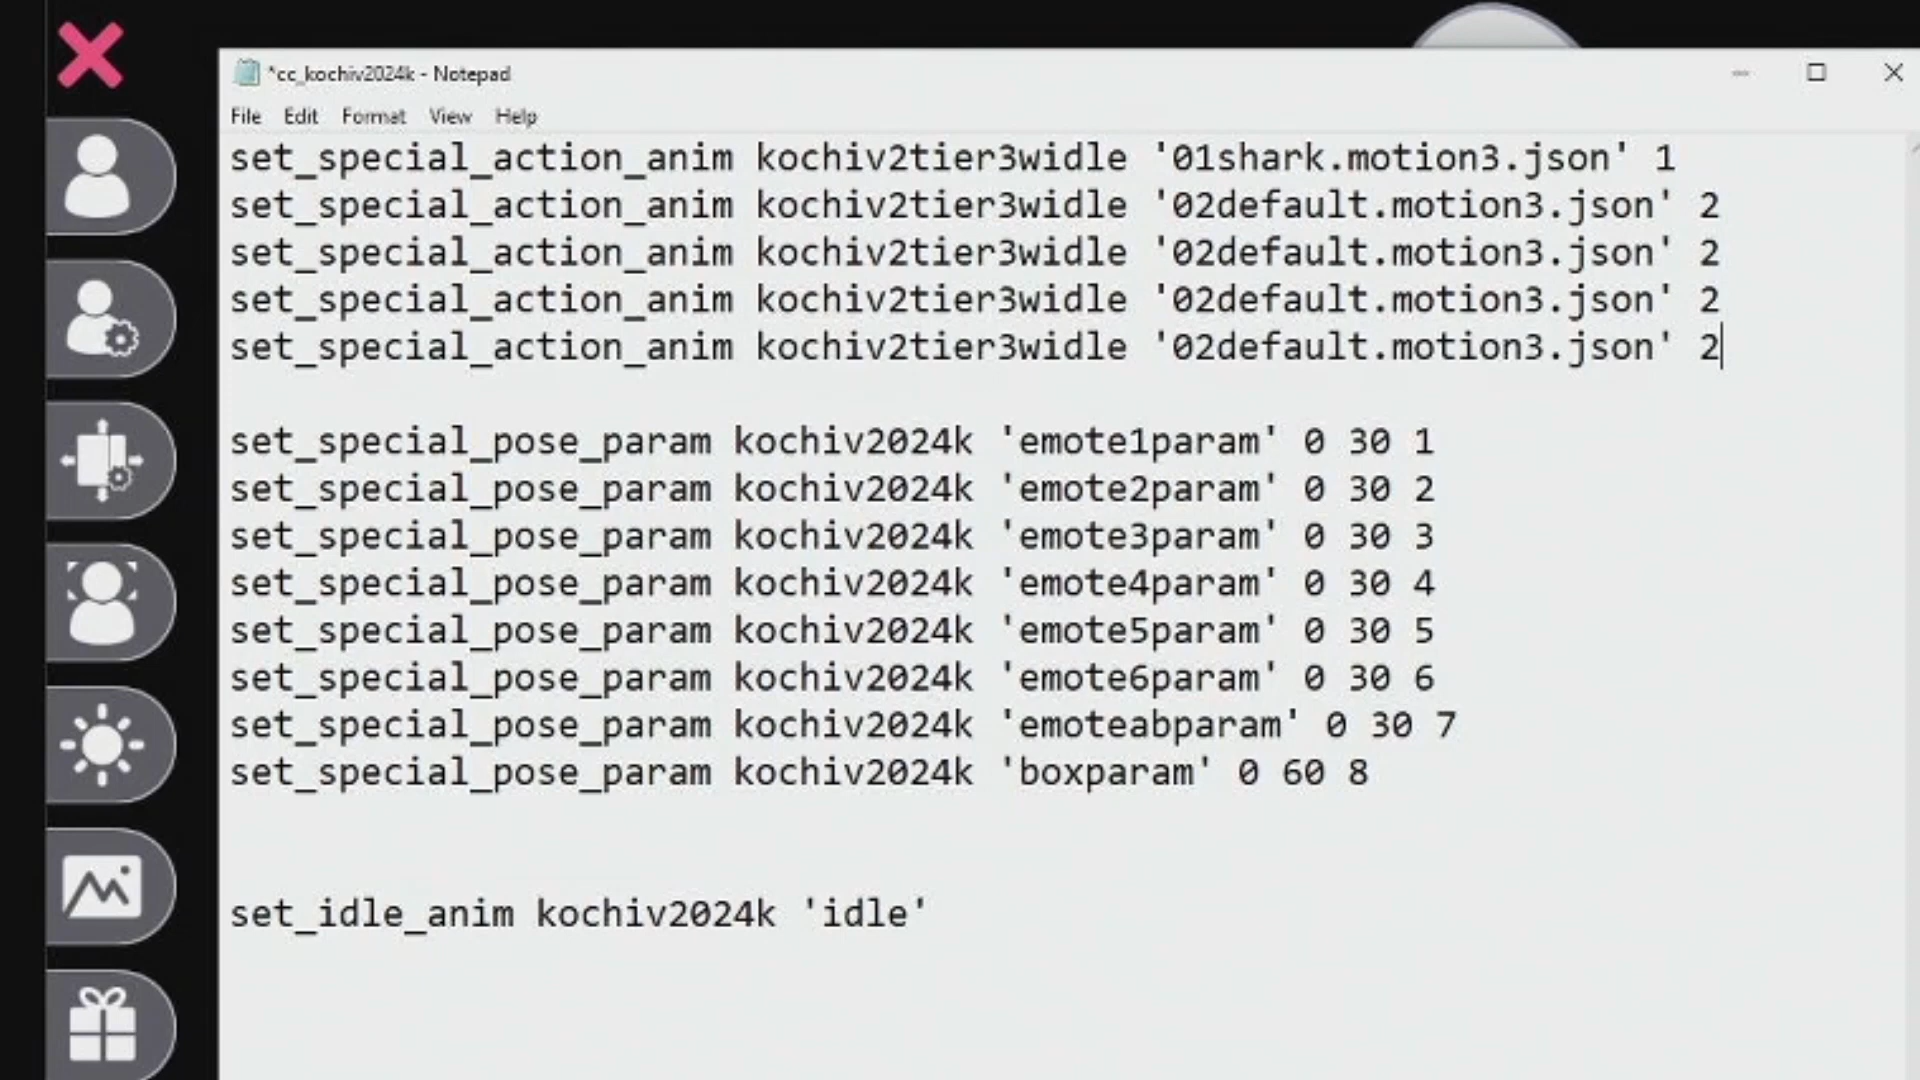 *cc_kochiv2024k - Notepad
File Edit Format View Help
set_special_action_anim kochiv2tier3widle '01shark.motion3.json' 1
set_special_action_anim kochiv2tier3widle '02default.motion3.json' 2
set_special_action_anim kochiv2tier3widle '02default.motion3.json' 2
set_special_action_anim kochiv2tier3widle '02default.motion3.json' 2
set_special_action_anim kochiv2tier3widle '02default.motion3.json' 2
set_special_pose_param kochiv2024k 'emote1param' 0 30 1
set_special_pose_param kochiv2024k 'emote2param' 0 30 2
set_special_pose_param kochiv2024k 'emote3param' 0 30 3
set_special_pose_param kochiv2024k 'emote4param' 0 30 4
set_special_pose_param kochiv2024k 'emote5param' 0 30 5
set_special_pose_param kochiv2024k 'emote6param' 0 30 6
set_special_pose_param kochiv2024k 'emoteabparam' 0 30 7
set_special_pose_param kochiv2024k 'boxparam' 0 60 8
set_idle_anim kochiv2024k 'idle'